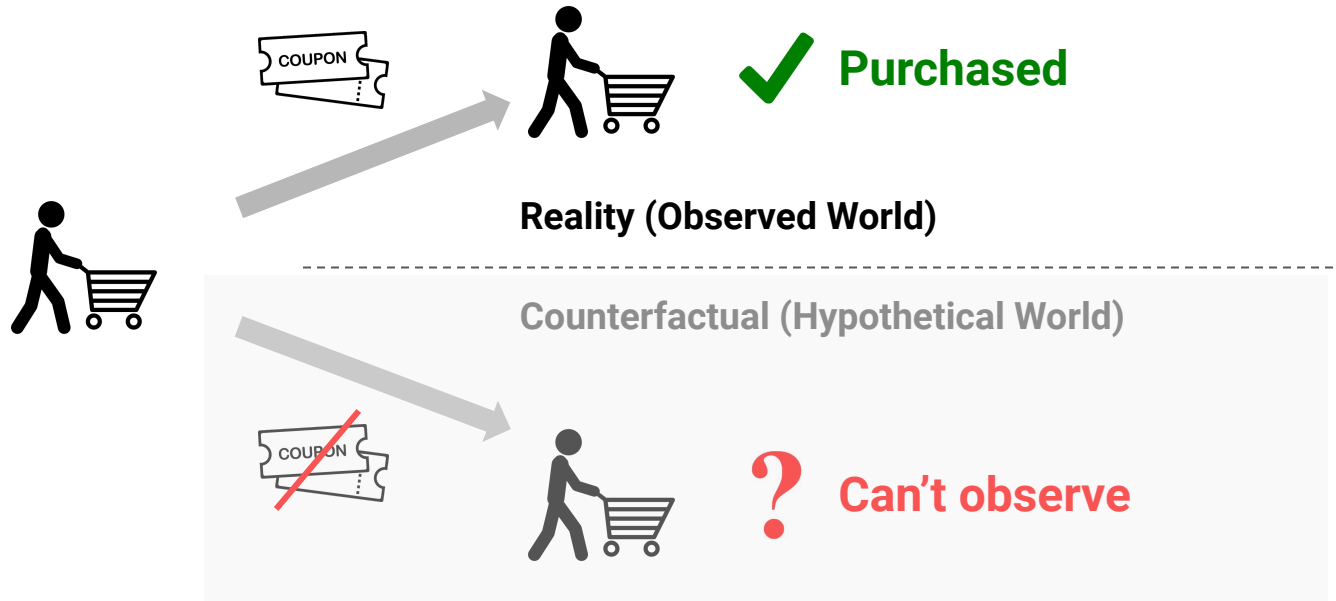 COUPON
Purchased
Reality (Observed World)
Counterfactual (Hypothetical World)
COUPON
?
Can’t observe